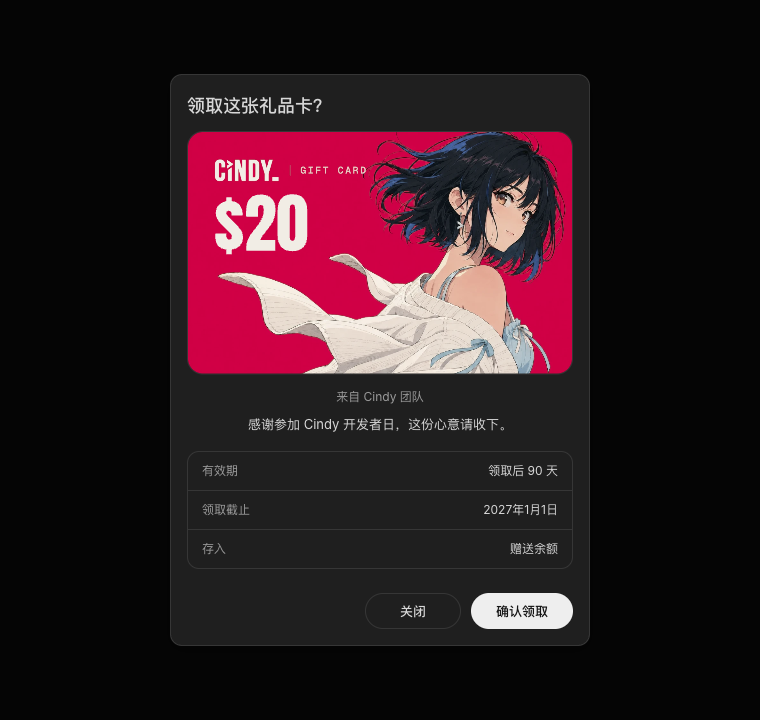 领取这张礼品卡?
CiNDY_ | GIFT CARD
$20
来自 Cindy 团队
感谢参加 Cindy 开发者日，这份心意请收下。
有效期 领取后 90 天
领取截止 2027年1月1日
存入 赠送余额
关闭 确认领取